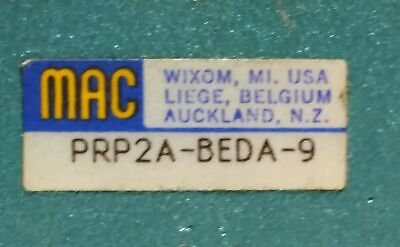 MAC
WIXOM, MI. USA
LIEGE, BELGIUM
AUCKLAND, N.Z.
PRP2A-BEDA-9